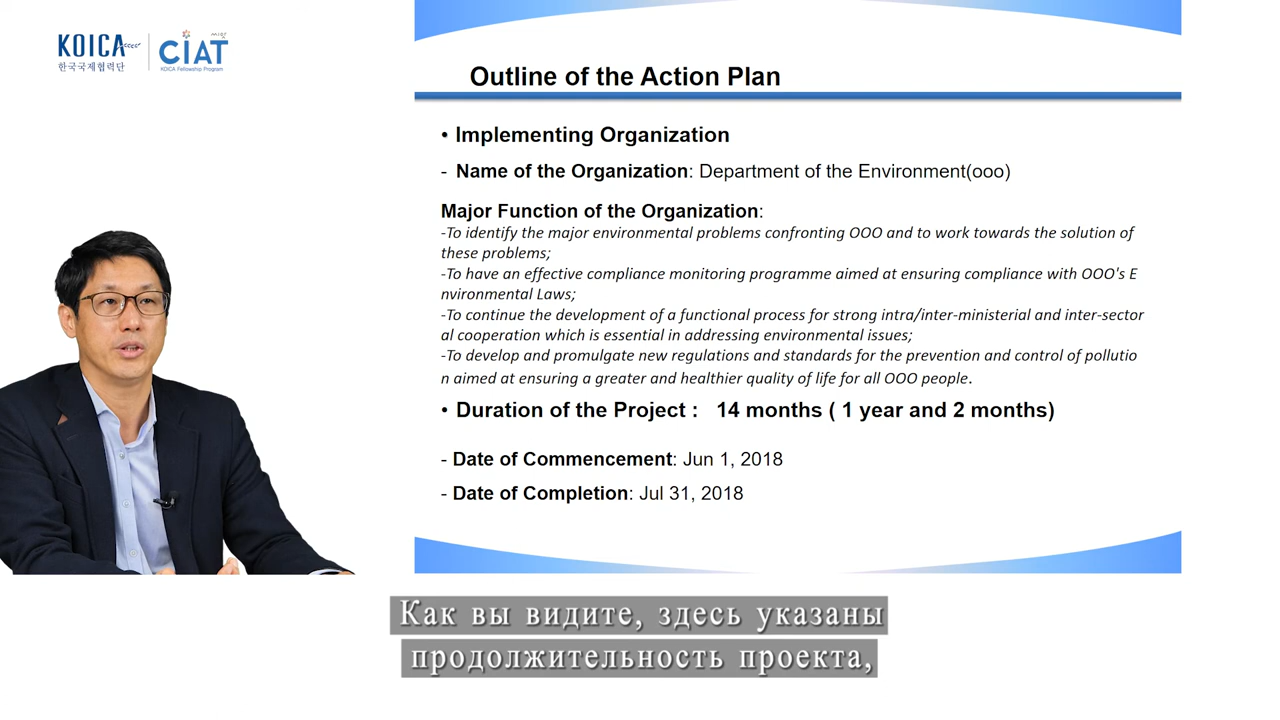 KOICA
한국국제협력단
씨앗
CIAT
KOICA Fellowship Program
Outline of the Action Plan
• Implementing Organization
- Name of the Organization: Department of the Environment(ooo)
Major Function of the Organization:
-To identify the major environmental problems confronting OOO and to work towards the solution of
these problems;
-To have an effective compliance monitoring programme aimed at ensuring compliance with OOO's E
nvironmental Laws;
-To continue the development of a functional process for strong intra/inter-ministerial and inter-sector
al cooperation which is essential in addressing environmental issues;
-To develop and promulgate new regulations and standards for the prevention and control of pollutio
n aimed at ensuring a greater and healthier quality of life for all OOO people.
• Duration of the Project : 14 months ( 1 year and 2 months)
- Date of Commencement: Jun 1, 2018
- Date of Completion: Jul 31, 2018
Как вы видите, здесь указаны
продолжительность проекта,